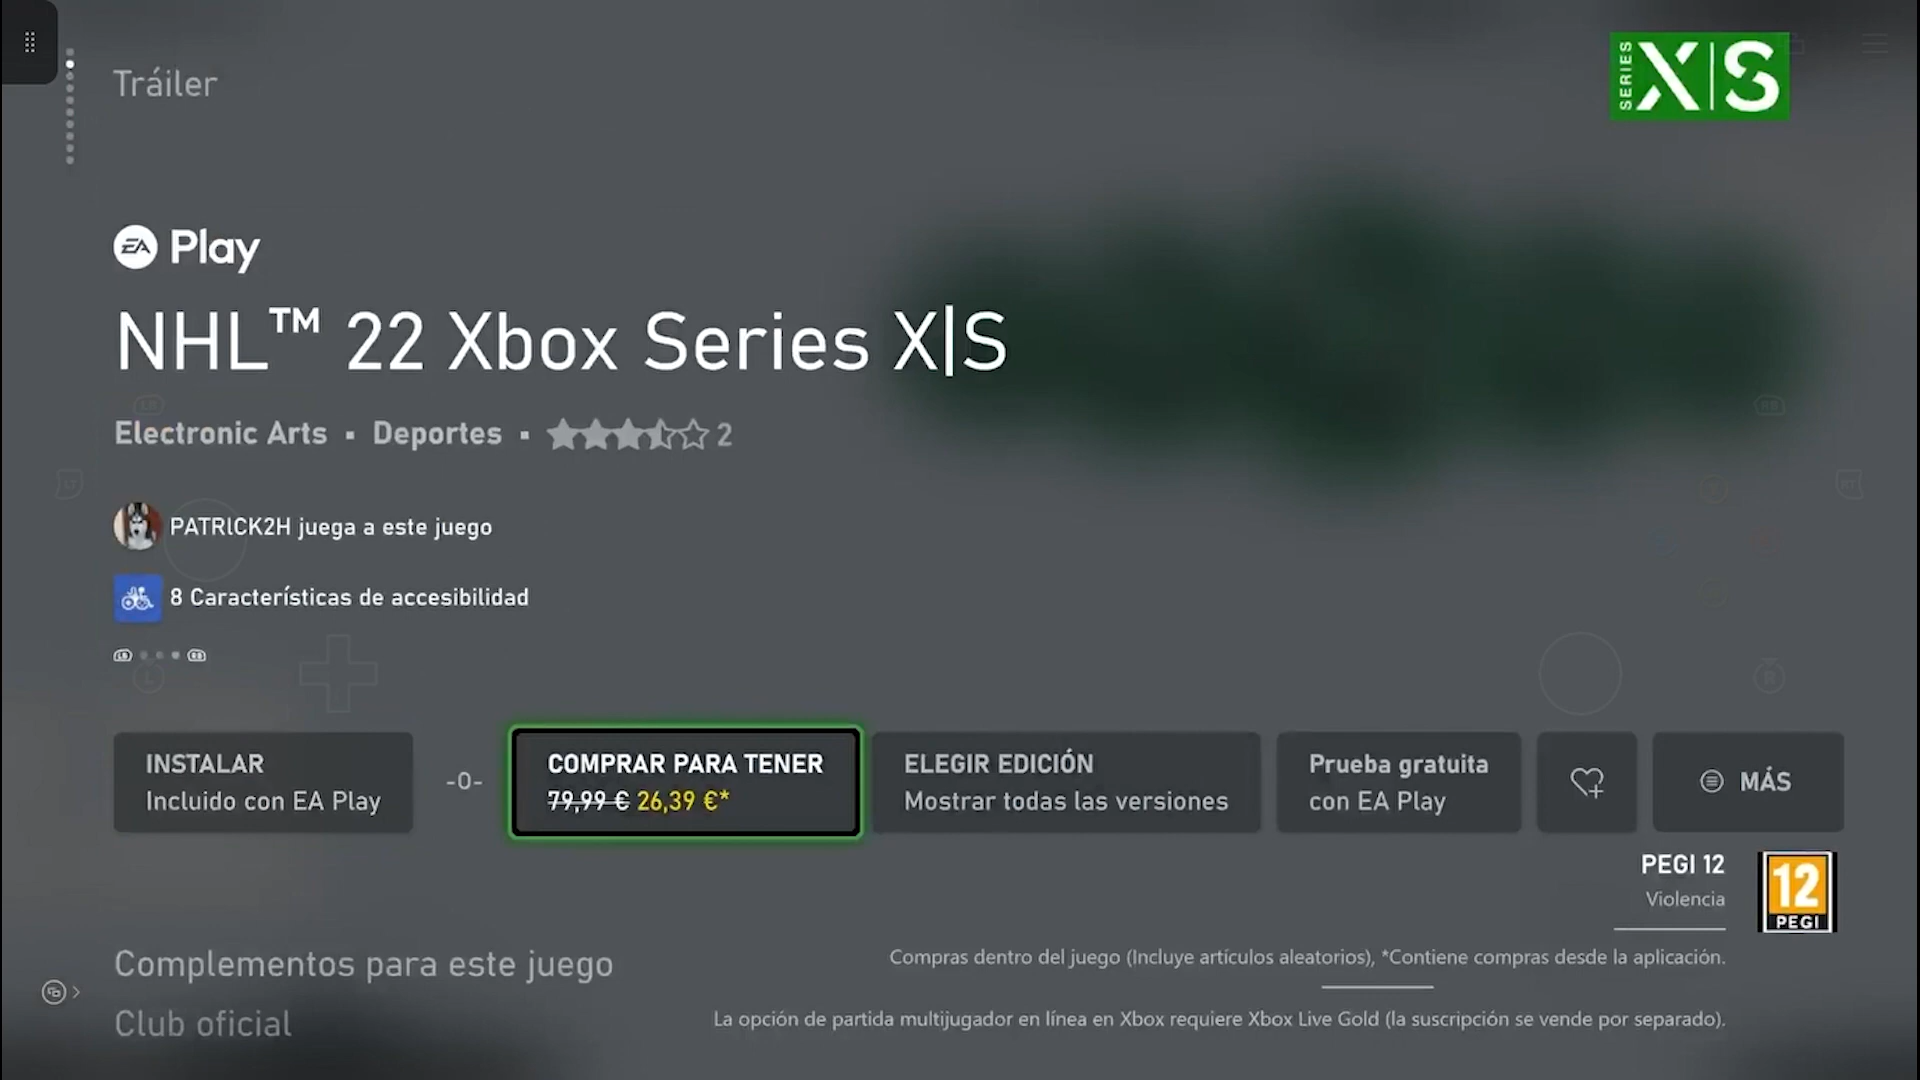 Tráiler
SERIES X|S
EA Play
NHL™ 22 Xbox Series X|S
Electronic Arts ▪ Deportes ▪ 2
PATRlCK2H juega a este juego
8 Características de accesibilidad
LB RB
INSTALAR
Incluido con EA Play
-O-
COMPRAR PARA TENER
79,99 € 26,39 €*
ELEGIR EDICIÓN
Mostrar todas las versiones
Prueba gratuita
con EA Play
MÁS
PEGI 12
Violencia
12
PEGI
Complementos para este juego
Compras dentro del juego (Incluye artículos aleatorios), *Contiene compras desde la aplicación.
Club oficial
La opción de partida multijugador en línea en Xbox requiere Xbox Live Gold (la suscripción se vende por separado).